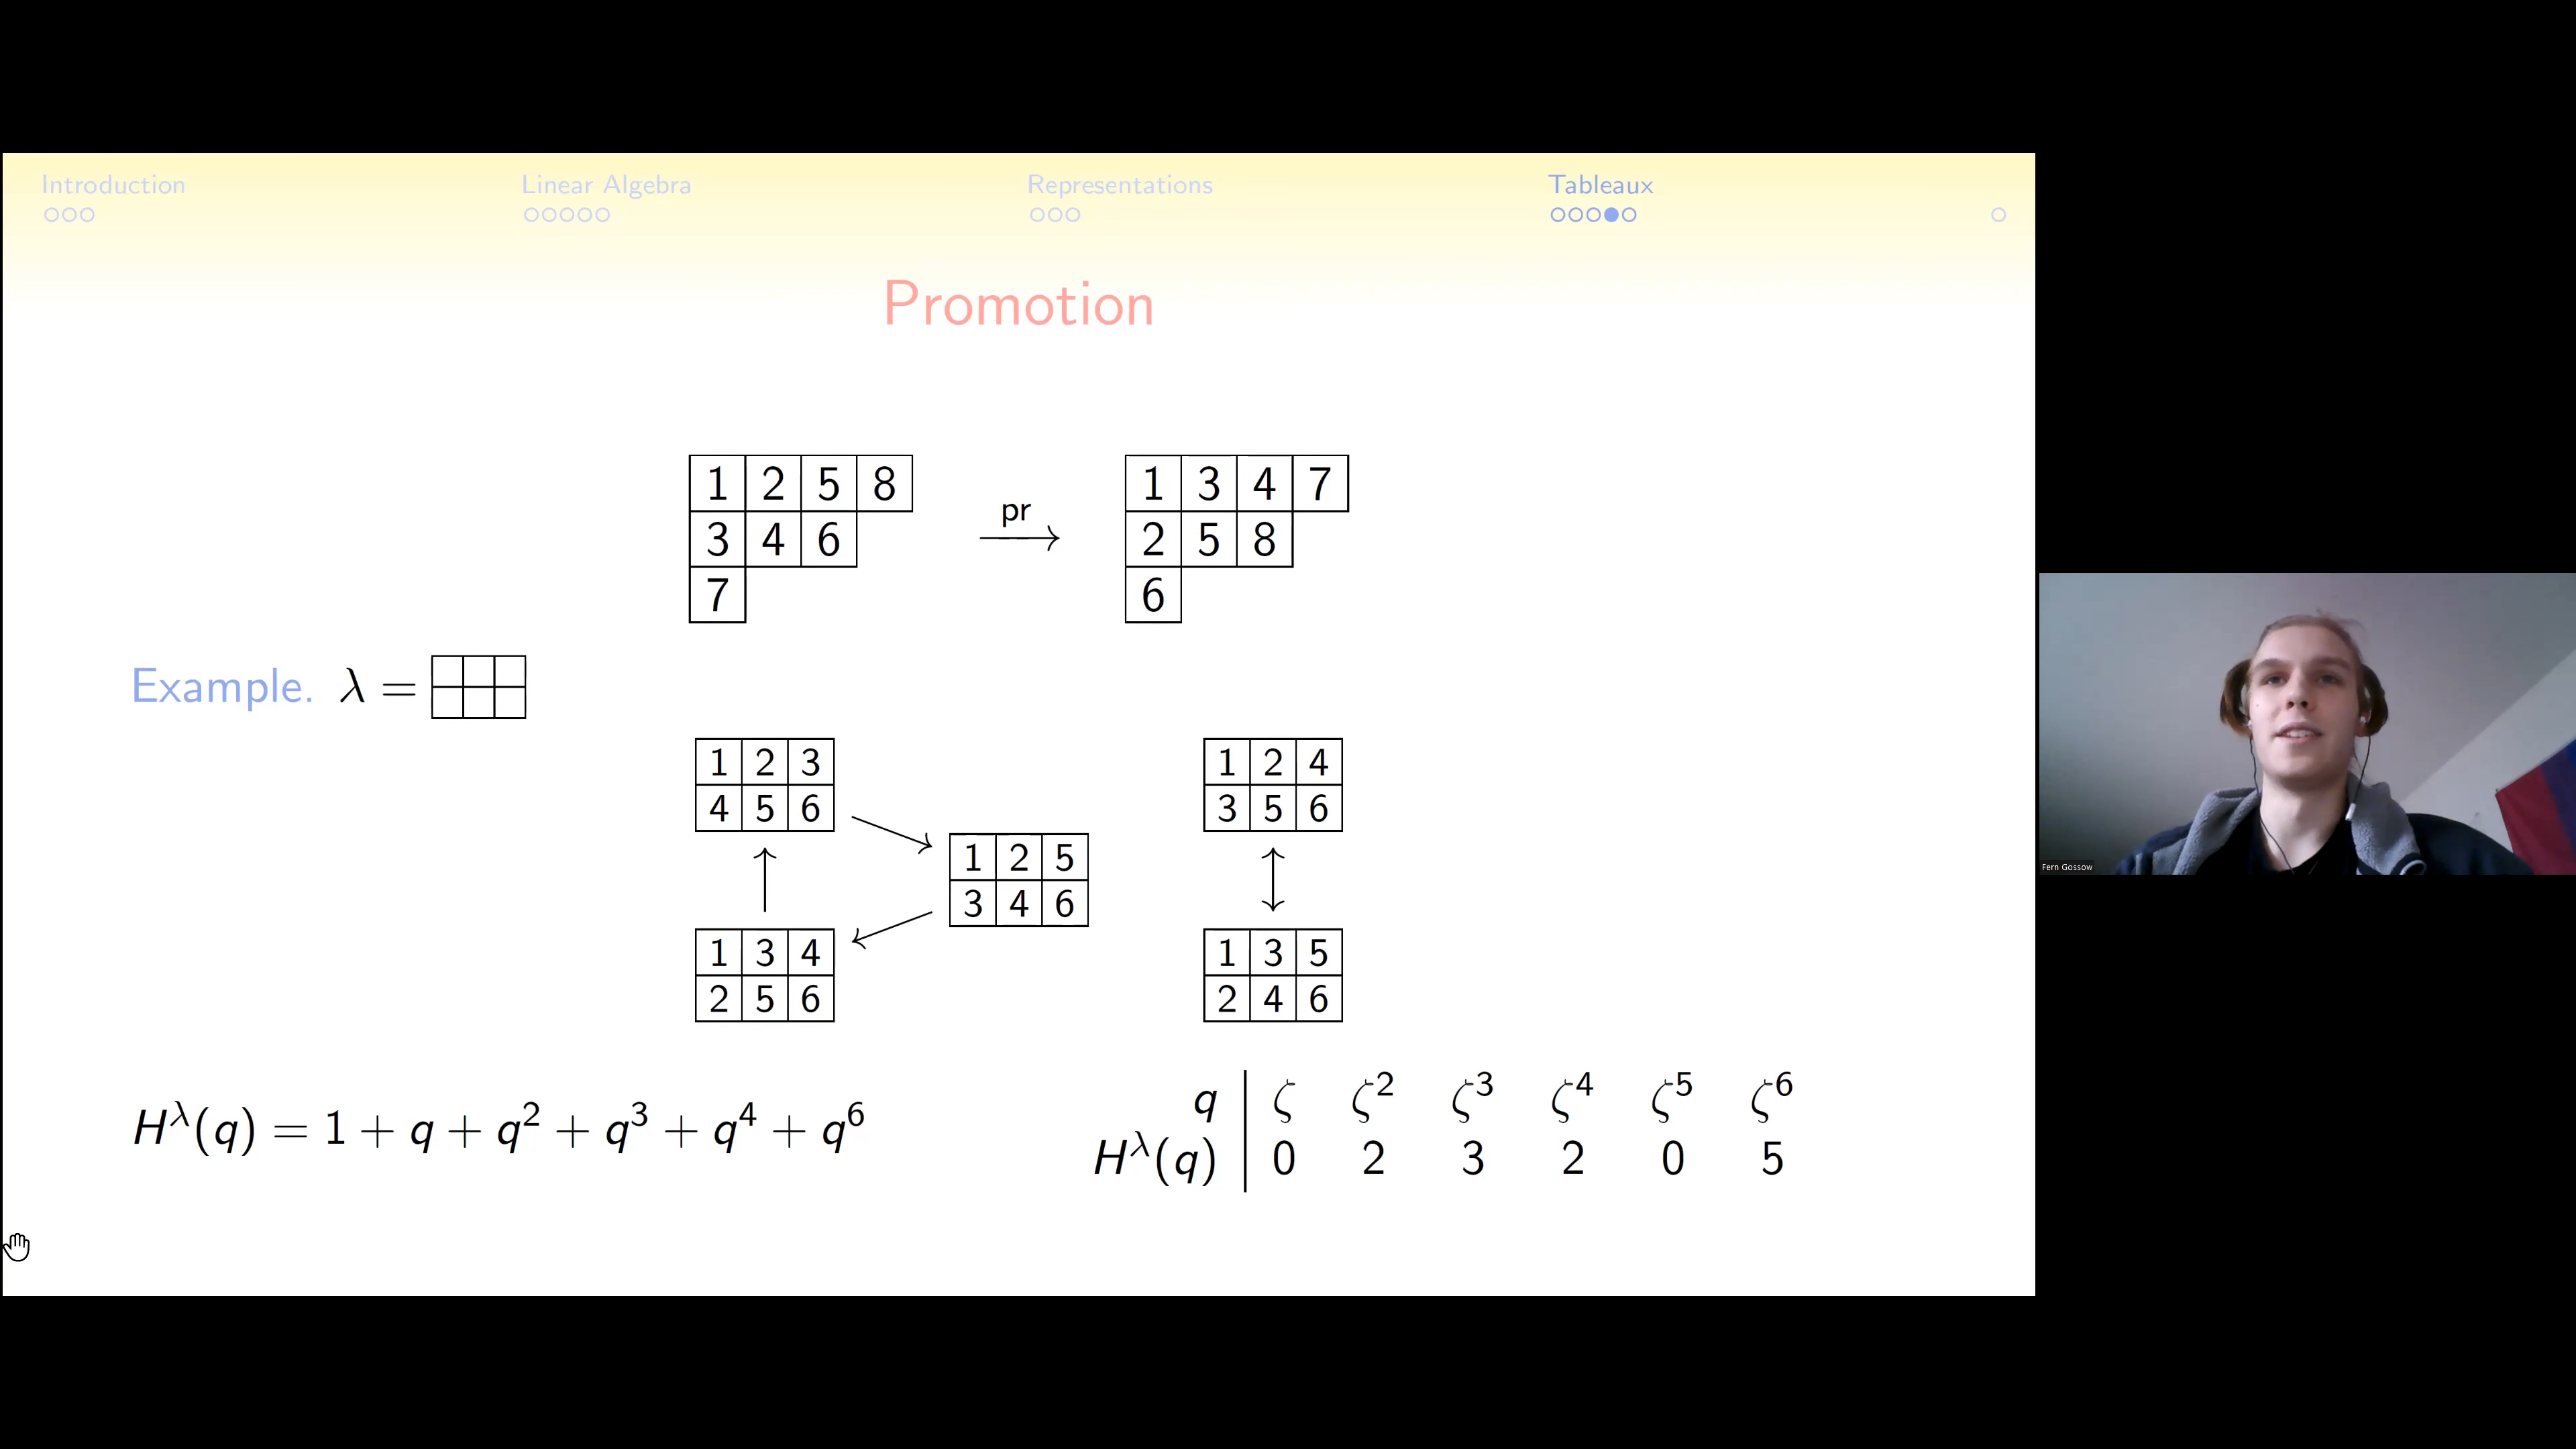 Introduction Linear Algebra Representations Tableaux
Promotion
1 2 5 8
3 4 6
7
pr
1 3 4 7
2 5 8
6
Example. λ =
1 2 3
4 5 6
1 2 5
3 4 6
1 3 4
2 5 6
1 2 4
3 5 6
1 3 5
2 4 6
H^λ(q) = 1 + q + q² + q³ + q⁴ + q⁶
q ζ ζ² ζ³ ζ⁴ ζ⁵ ζ⁶
H^λ(q) 0 2 3 2 0 5
Fern Gossow